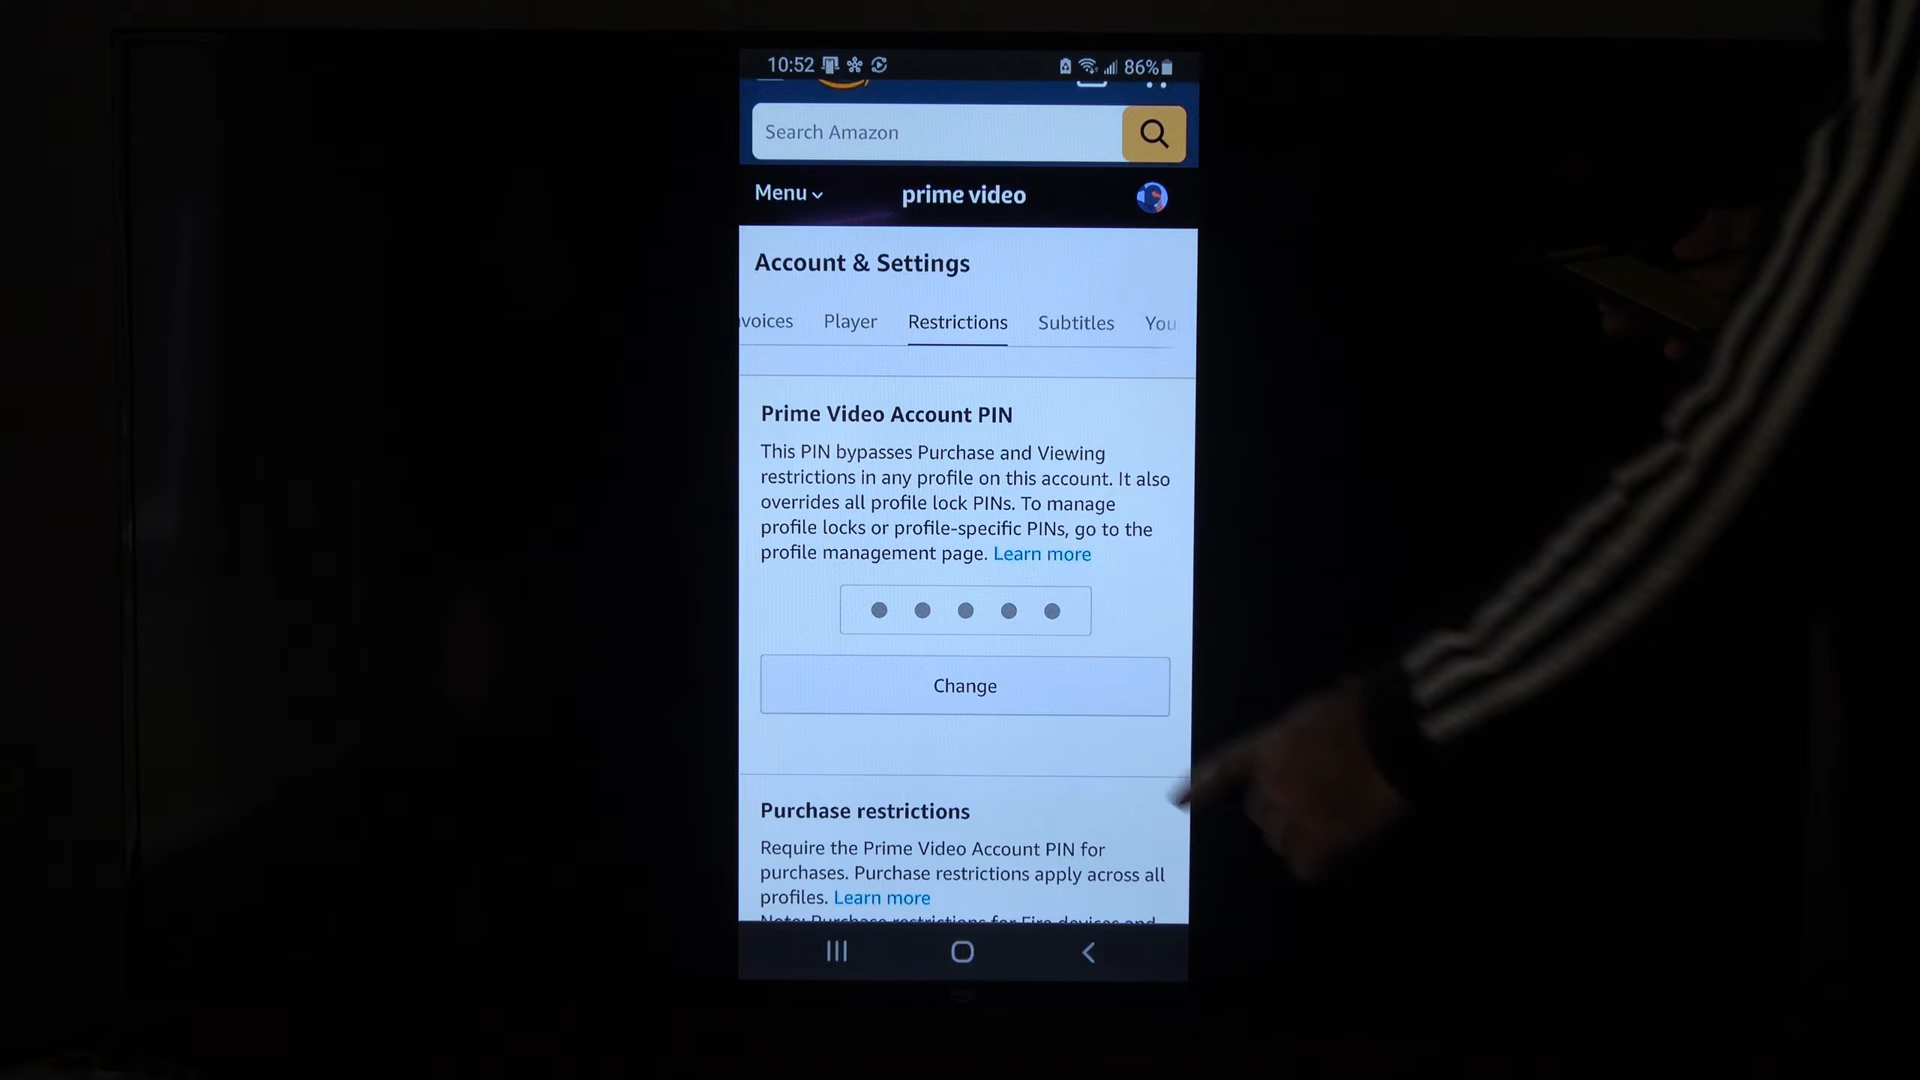 10:52 86%
Search Amazon
Menu prime video
Account & Settings
voices Player Restrictions Subtitles You
Prime Video Account PIN
This PIN bypasses Purchase and Viewing
restrictions in any profile on this account. It also
overrides all profile lock PINs. To manage
profile locks or profile-specific PINs, go to the
profile management page. Learn more
Change
Purchase restrictions
Require the Prime Video Account PIN for
purchases. Purchase restrictions apply across all
profiles. Learn more
Note: Purchase restrictions for Fire devices and